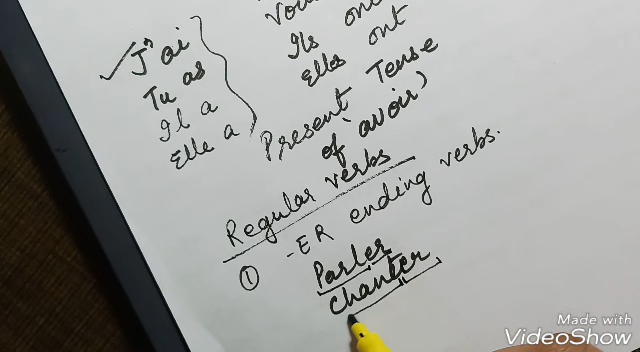 J'ai
Tu as
Il a
Elle a
Vous
Ils ont
Elles ont
Present Tense
of 'avoir)
Regular verbs
① -ER ending verbs.
Parler
Chanter
Made with
VideoShow